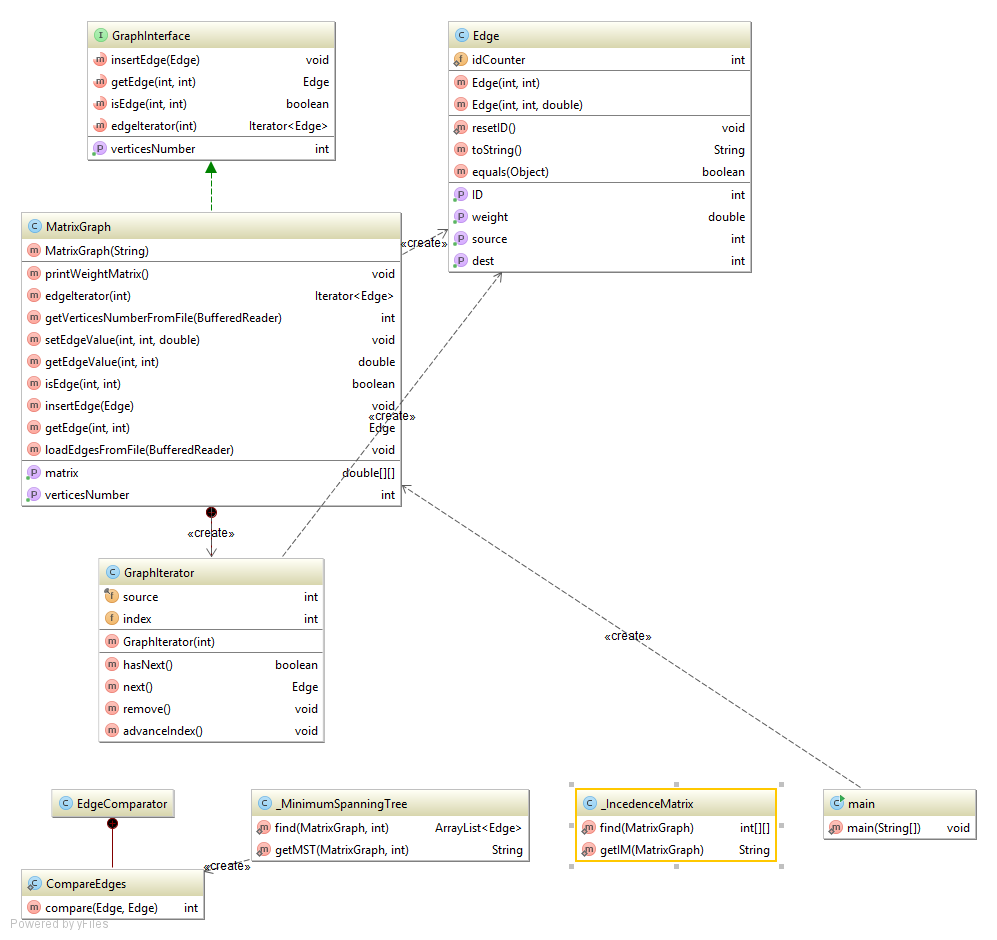 GraphInterface
insertEdge(Edge) void
getEdge(int, int) Edge
isEdge(int, int) boolean
edgeIterator(int) Iterator<Edge>
verticesNumber int
Edge
idCounter int
Edge(int, int)
Edge(int, int, double)
resetID() void
toString() String
equals(Object) boolean
ID int
weight double
source int
dest int
MatrixGraph
MatrixGraph(String)
printWeightMatrix() void
edgeIterator(int) Iterator<Edge>
getVerticesNumberFromFile(BufferedReader) int
setEdgeValue(int, int, double) void
getEdgeValue(int, int) double
isEdge(int, int) boolean
insertEdge(Edge) void
getEdge(int, int) Edge
loadEdgesFromFile(BufferedReader) void
matrix double[][]
verticesNumber int
«create»
«create»
«create»
GraphIterator
source int
index int
GraphIterator(int)
hasNext() boolean
next() Edge
remove() void
advanceIndex() void
«create»
EdgeComparator
_MinimumSpanningTree
find(MatrixGraph, int) ArrayList<Edge>
getMST(MatrixGraph, int) String
_IncedenceMatrix
find(MatrixGraph) int[][]
getIM(MatrixGraph) String
main
main(String[]) void
«create»
CompareEdges
compare(Edge, Edge) int
Powered by yFiles